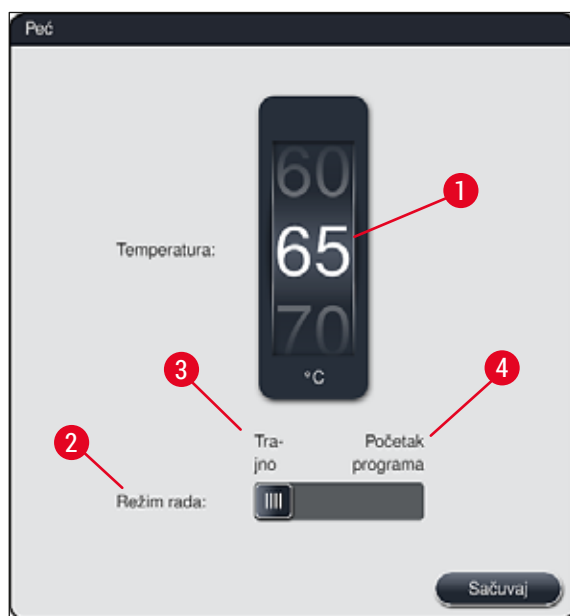 Peć
60
1
Temperatura:
65
70
°C
3
4
Tra-
jno
Početak
programa
2
Režim rada:
Sačuvaj